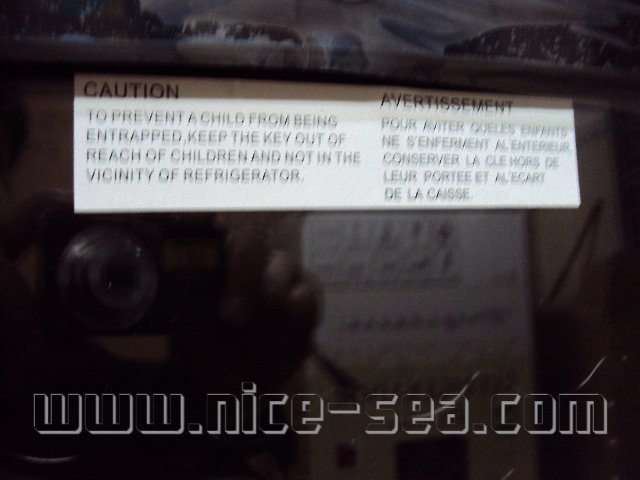 CAUTION
TO PREVENT A CHILD FROM BEING
ENTRAPPED,KEEP THE KEY OUT OF
REACH OF CHILDREN AND NOT IN THE
VICINITY OF REFRIGERATOR.
AVERTISSEMENT
POUR AVITER QUELES ENFANTS
NE S'ENFERMENT AL'ENTERIEUR
CONSERVER LA CLE HORS DE
LEUR PORTEE ET AL'ECART
DE LA CAISSE.
www.nice-sea.com